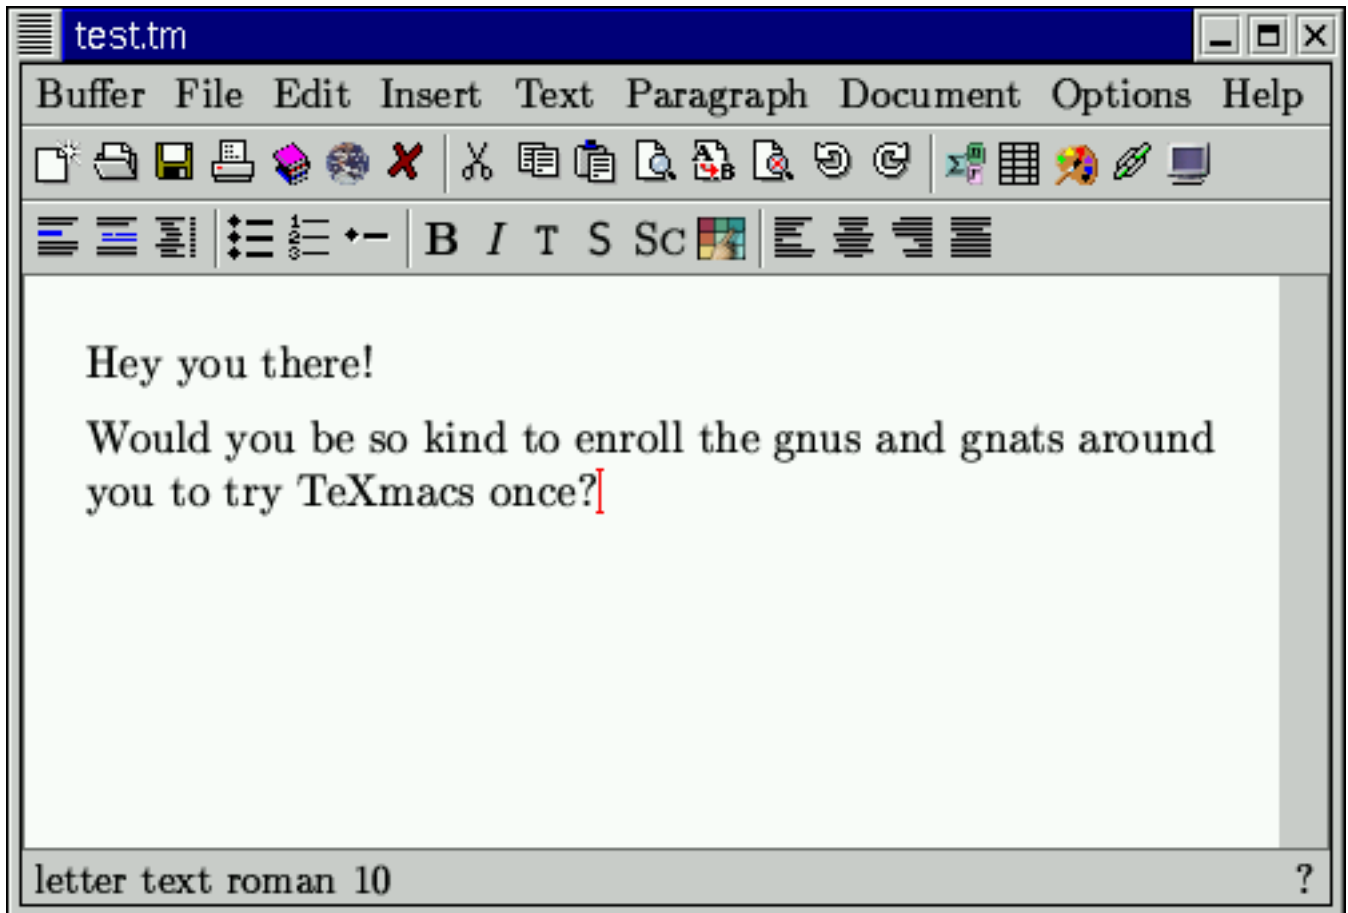 test.tm
Buffer File Edit Insert Text Paragraph Document Options Help
B I T S Sc
Hey you there!
Would you be so kind to enroll the gnus and gnats around
you to try TeXmacs once?
letter text roman 10 ?